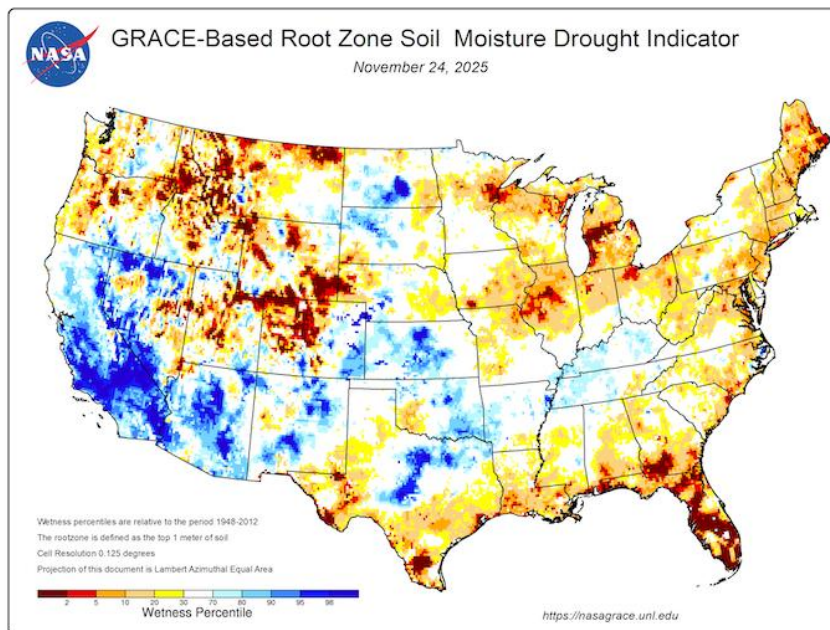 NASA
GRACE-Based Root Zone Soil Moisture Drought Indicator
November 24, 2025
Wetness percentiles are relative to the period 1948-2012
The rootzone is defined as the top 1 meter of soil
Cell Resolution 0.125 degrees
Projection of this document is Lambert Azimuthal Equal Area
2 5 10 20 30 70 80 90 95 98
Wetness Percentile
https://nasagrace.unl.edu